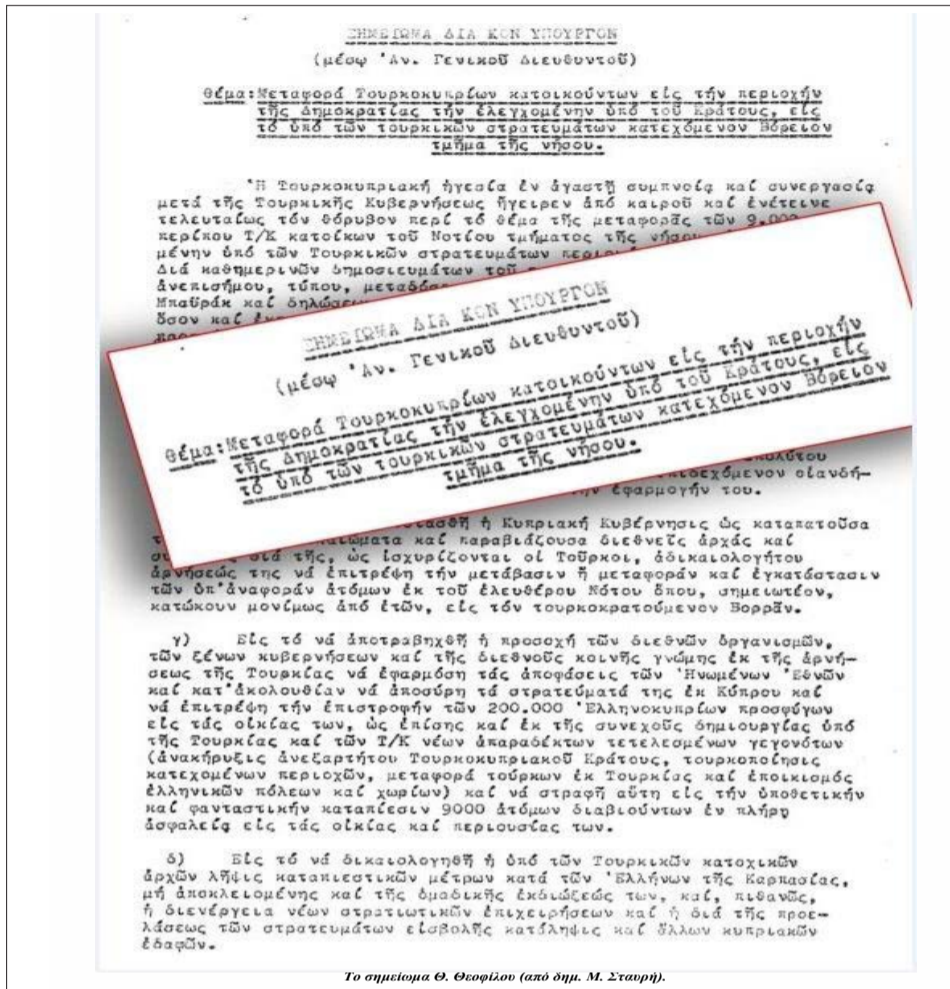 ΣΗΜΕΙΩΜΑ ΔΙΑ ΚΟΝ ΥΠΟΥΡΓΟΝ
(μέσῳ 'Αν. Γενικοῦ Διευθυντοῦ)
Θέμα: Μεταφορά Τουρκοκυπρίων κατοικούντων εἰς τήν περιοχήν
τῆς Δημοκρατίας τήν ἐλεγχομένην ὑπό τοῦ Κράτους, εἰς
τό ὑπό τῶν τουρκικῶν στρατευμάτων κατεχόμενον Βόρειον
τμῆμα τῆς νήσου.
'Η Τουρκοκυπριακή ἡγεσία ἐν ἀγαστῇ συμπνοίᾳ καί συνεργασίᾳ
μετά τῆς Τουρκικῆς Κυβερνήσεως ἤγειρεν ἀπό καιροῦ καί ἐνέτεινε
τελευταίως τόν θόρυβον περί τό θέμα τῆς μεταφορᾶς τῶν 9.000
περίπου Τ/Κ κατοίκων τοῦ Νοτίου τμήματος τῆς νήσου
μένην ὑπό τῶν Τουρκικῶν στρατευμάτων
Διά καθημερινῶν δημοσιευμάτων τοῦ
ἀνεπισήμου, τύπου,
Μπαϋράκ καί
ὅσον καί
ΣΗΜΕΙΩΜΑ ΔΙΑ ΚΟΝ ΥΠΟΥΡΓΟΝ
(μέσῳ 'Αν. Γενικοῦ Διευθυντοῦ)
Θέμα: Μεταφορά Τουρκοκυπρίων κατοικούντων εἰς τήν περιοχήν
τῆς Δημοκρατίας τήν ἐλεγχομένην ὑπό τοῦ Κράτους, εἰς
τό ὑπό τῶν τουρκικῶν στρατευμάτων κατεχόμενον Βόρειον
τμῆμα τῆς νήσου.
οἱανδή-
ἐφαρμογήν του.
ἡ Κυπριακή Κυβέρνησις ὡς καταπατοῦσα
καί παραβιάζουσα διεθνεῖς ἀρχάς καί
διά τῆς, ὡς ἰσχυρίζονται οἱ Τοῦρκοι, ἀδικαιολογήτου
ἀρνήσεώς της νά ἐπιτρέψη τήν μετάβασιν ἤ μεταφοράν καί ἐγκατάστασιν
τῶν ὑπ'ἀναφοράν ἀτόμων ἐκ τοῦ ἐλευθέρου Νότου ὅπου, σημειωτέον,
κατώκουν μονίμως ἀπό ἐτῶν, εἰς τόν τουρκοκρατούμενον Βορρᾶν.
γ) Εἰς τό νά ἀποτραβηχθῆ ἡ προσοχή τῶν διεθνῶν ὀργανισμῶν,
τῶν ξένων κυβερνήσεων καί τῆς διεθνοῦς κοινῆς γνώμης ἐκ τῆς ἀρνή-
σεως τῆς Τουρκίας νά ἐφαρμόση τάς ἀποφάσεις τῶν 'Ηνωμένων 'Εθνῶν
καί κατ'ἀκολουθίαν νά ἀποσύρη τά στρατεύματά της ἐκ Κύπρου καί
νά ἐπιτρέψη τήν ἐπιστροφήν τῶν 200.000 'Ελληνοκυπρίων προσφύγων
εἰς τάς οἰκίας των, ὡς ἐπίσης καί ἐκ τῆς συνεχοῦς δημιουργίας ὑπό
τῆς Τουρκίας καί τῶν Τ/Κ νέων ἀπαραδέκτων τετελεσμένων γεγονότων
(ἀνακήρυξις ἀνεξαρτήτου Τουρκοκυπριακοῦ Κράτους, τουρκοποίησις
κατεχομένων περιοχῶν, μεταφορά τούρκων ἐκ Τουρκίας καί ἐποικισμός
ἑλληνικῶν πόλεων καί χωρίων) καί νά στραφῆ αὕτη εἰς τήν ὑποθετικήν
καί φανταστικήν καταπίεσιν 9000 ἀτόμων διαβιούντων ἐν πλήρη
ἀσφαλείᾳ εἰς τάς οἰκίας καί περιουσίας των.
δ) Εἰς τό νά δικαιολογηθῆ ἡ ὑπό τῶν Τουρκικῶν κατοχικῶν
ἀρχῶν λῆψις καταπιεστικῶν μέτρων κατά τῶν 'Ελλήνων τῆς Καρπασίας,
μή ἀποκλειομένης καί τῆς ὁμαδικῆς ἐκδιώξεώς των, καί, πιθανῶς,
ἡ διενέργεια νέων στρατιωτικῶν ἐπιχειρήσεων καί ἡ διά τῆς προε-
λάσεως τῶν στρατευμάτων εἰσβολῆς κατάληψις καί ἄλλων κυπριακῶν
ἐδαφῶν.
Το σημείωμα Θ. Θεοφίλου (από δημ. Μ. Σταυρή).